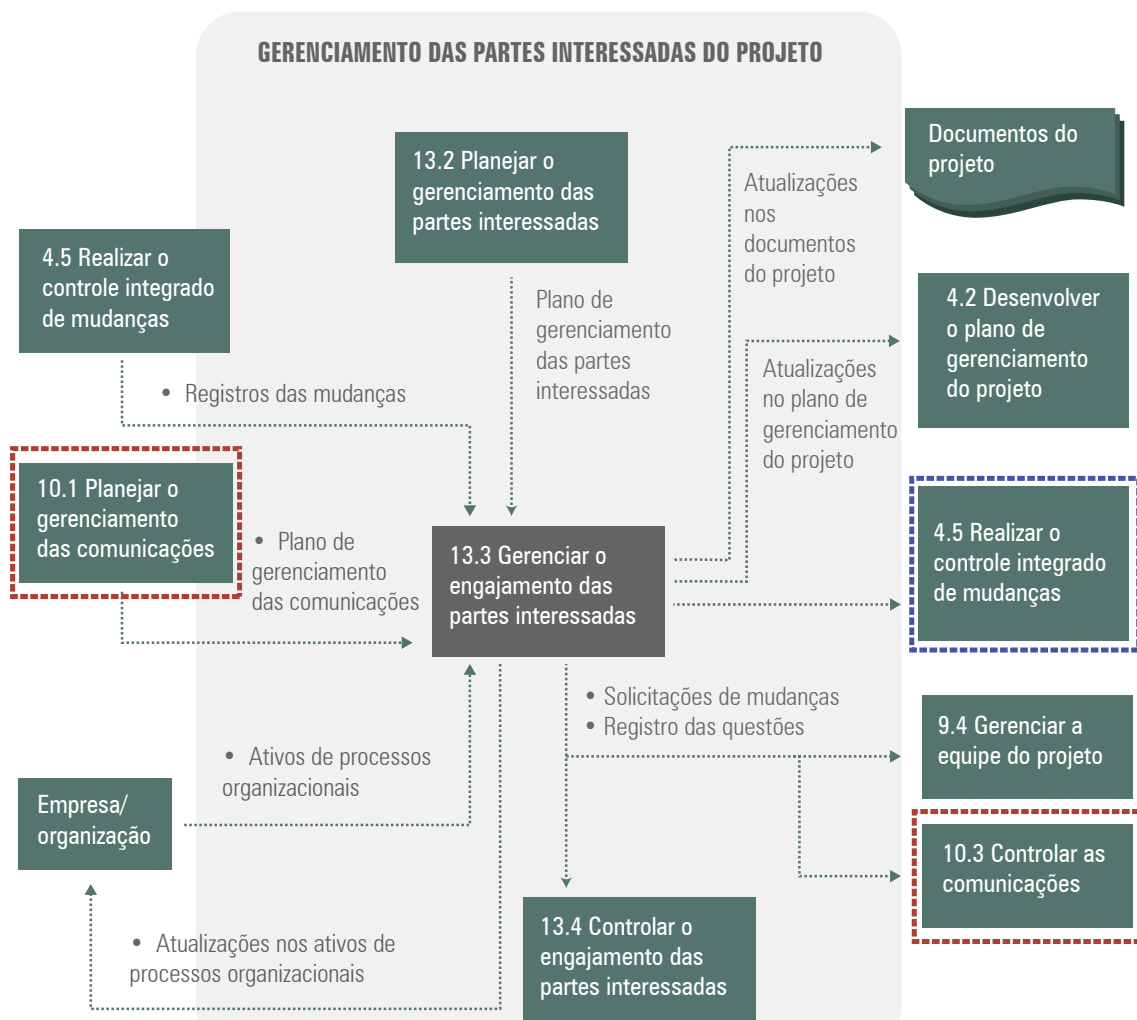 GERENCIAMENTO DAS PARTES INTERESSADAS DO PROJETO
13.2 Planejar o
gerenciamento das
partes interessadas
Documentos do
projeto
Atualizações
nos
documentos
do projeto
4.5 Realizar o
controle integrado
de mudanças
Plano de
gerenciamento
das partes
interessadas
4.2 Desenvolver
o plano de
gerenciamento
do projeto
Atualizações
no plano de
gerenciamento
do projeto
• Registros das mudanças
10.1 Planejar o
gerenciamento
das comunicações
• Plano de
gerenciamento
das comunicações
13.3 Gerenciar o
engajamento das
partes interessadas
4.5 Realizar o
controle integrado
de mudanças
• Solicitações de mudanças
• Registro das questões
9.4 Gerenciar a
equipe do projeto
• Ativos de processos
organizacionais
Empresa/
organização
10.3 Controlar as
comunicações
13.4 Controlar o
engajamento das
partes interessadas
• Atualizações nos ativos de
processos organizacionais